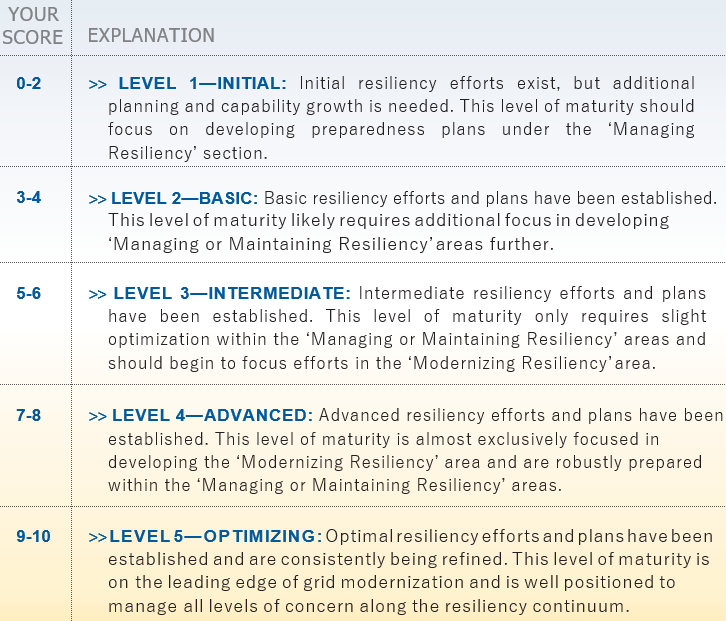 YOUR
SCORE
EXPLANATION
0-2
>> LEVEL 1—INITIAL: Initial resiliency efforts exist, but additional
planning and capability growth is needed. This level of maturity should
focus on developing preparedness plans under the ‘Managing
Resiliency’ section.
3-4
>> LEVEL 2—BASIC: Basic resiliency efforts and plans have been established.
This level of maturity likely requires additional focus in developing
‘Managing or Maintaining Resiliency’ areas further.
5-6
>> LEVEL 3—INTERMEDIATE: Intermediate resiliency efforts and plans
have been established. This level of maturity only requires slight
optimization within the ‘Managing or Maintaining Resiliency’ areas and
should begin to focus efforts in the ‘Modernizing Resiliency’ area.
7-8
>> LEVEL 4—ADVANCED: Advanced resiliency efforts and plans have been
established. This level of maturity is almost exclusively focused in
developing the ‘Modernizing Resiliency’ area and are robustly prepared
within the ‘Managing or Maintaining Resiliency’ areas.
9-10
>> LEVEL 5—OPTIMIZING: Optimal resiliency efforts and plans have been
established and are consistently being refined. This level of maturity is
on the leading edge of grid modernization and is well positioned to
manage all levels of concern along the resiliency continuum.